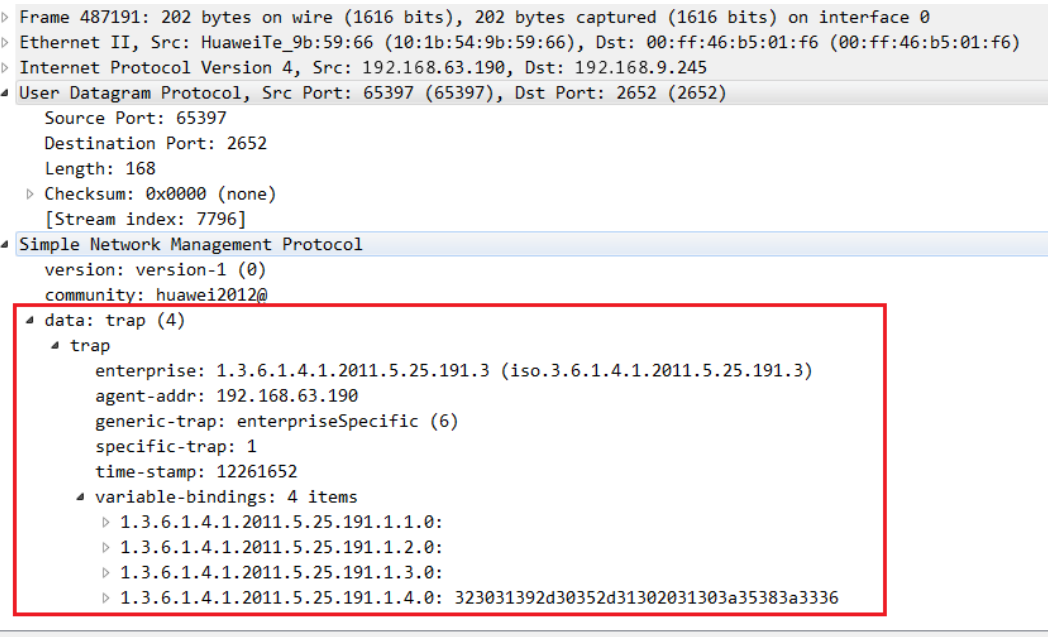 Frame 487191: 202 bytes on wire (1616 bits), 202 bytes captured (1616 bits) on interface 0
Ethernet II, Src: HuaweiTe_9b:59:66 (10:1b:54:9b:59:66), Dst: 00:ff:46:b5:01:f6 (00:ff:46:b5:01:f6)
Internet Protocol Version 4, Src: 192.168.63.190, Dst: 192.168.9.245
User Datagram Protocol, Src Port: 65397 (65397), Dst Port: 2652 (2652)
Source Port: 65397
Destination Port: 2652
Length: 168
Checksum: 0x0000 (none)
[Stream index: 7796]
Simple Network Management Protocol
version: version-1 (0)
community: huawei2012@
data: trap (4)
trap
enterprise: 1.3.6.1.4.1.2011.5.25.191.3 (iso.3.6.1.4.1.2011.5.25.191.3)
agent-addr: 192.168.63.190
generic-trap: enterpriseSpecific (6)
specific-trap: 1
time-stamp: 12261652
variable-bindings: 4 items
1.3.6.1.4.1.2011.5.25.191.1.1.0:
1.3.6.1.4.1.2011.5.25.191.1.2.0:
1.3.6.1.4.1.2011.5.25.191.1.3.0:
1.3.6.1.4.1.2011.5.25.191.1.4.0: 323031392d30352d31302031303a35383a3336